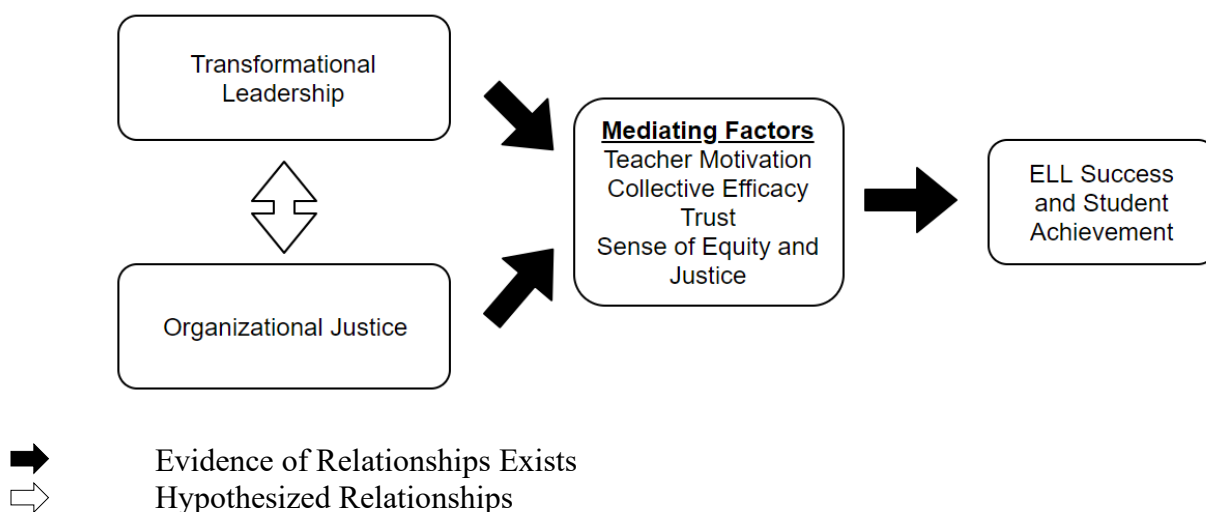 Transformational
Leadership
Organizational Justice
Mediating Factors
Teacher Motivation
Collective Efficacy
Trust
Sense of Equity and
Justice
ELL Success
and Student
Achievement
Evidence of Relationships Exists
Hypothesized Relationships